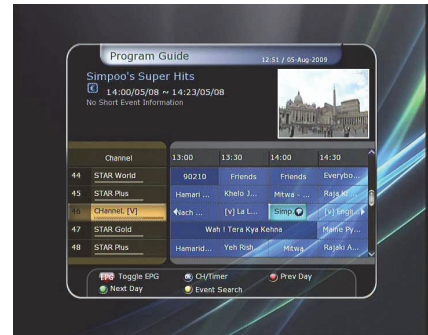 Program Guide
12:51 / 05-Aug-2009
Simpoo's Super Hits
14:00/05/08 ~ 14:23/05/08
No Short Event Information
Channel 13:00 13:30 14:00 14:30
44 STAR World 90210 Friends Friends Everybo...
45 STAR Plus Hamari ... Khelo J... Mitwa - ... Raja Ki
46 CHanneL [V] Nach ... [v] La L... Simp. [v] Engli
47 STAR Gold Wah ! Tera Kya Kehna Maine Py...
48 STAR Plus Hamarid... Yeh Rish Mitwa Rajaki A...
EPG Toggle EPG CH/Timer Prev Day
Next Day Event Search